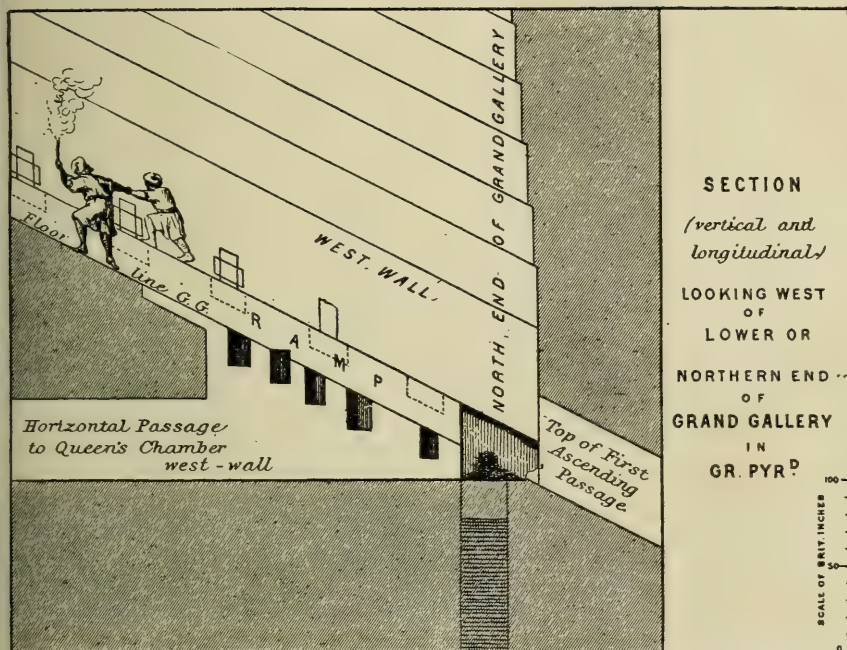 NORTH END OF GRAND GALLERY
WEST WALL
Floor
line G.G.
RAMP
Horizontal Passage
to Queen's Chamber
west-wall
Top of First
Ascending
Passage
SECTION
(vertical and
longitudinal)
LOOKING WEST
OF
LOWER OR
NORTHERN END
OF
GRAND GALLERY
IN
GR. PYRD.
SCALE OF BRIT. INCHES
100
50
0